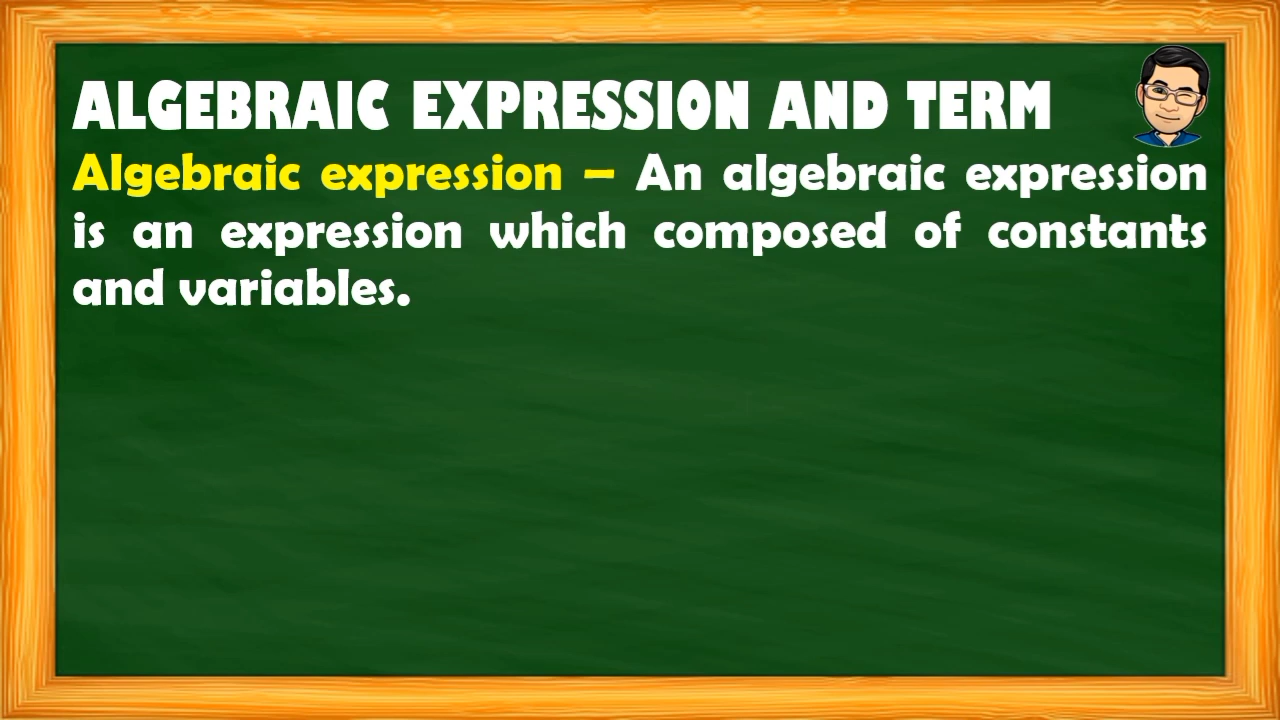 ALGEBRAIC EXPRESSION AND TERM
Algebraic expression – An algebraic expression
is an expression which composed of constants
and variables.